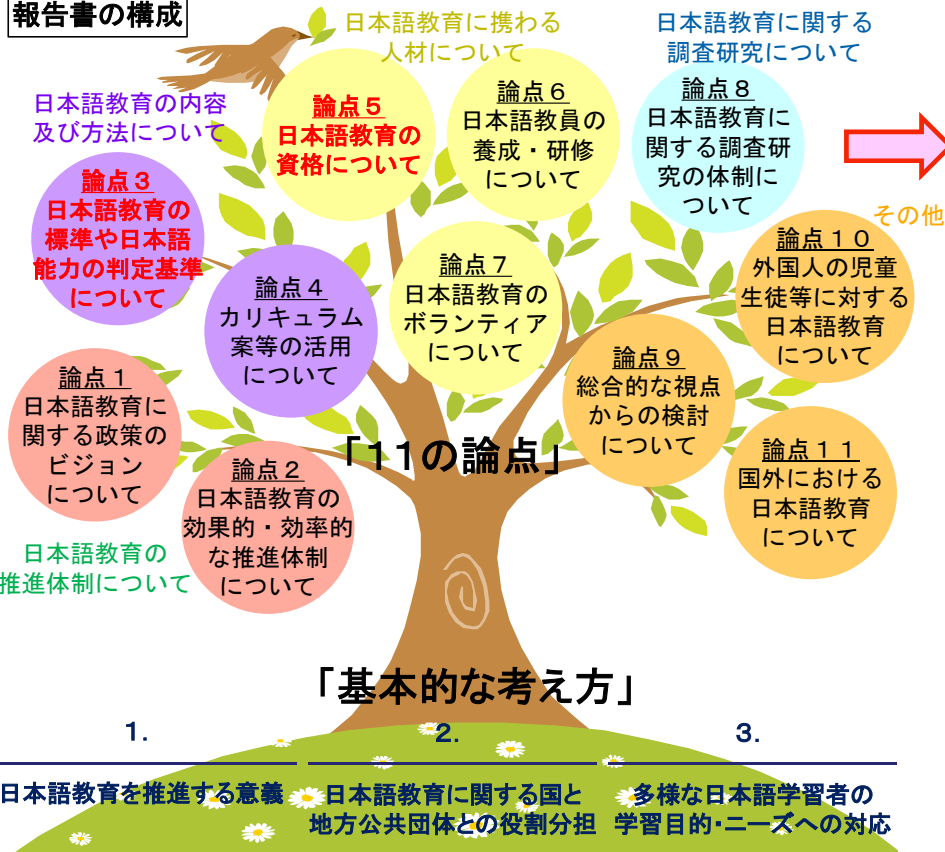 報告書の構成
日本語教育に携わる
人材について
日本語教育に関する
調査研究について
日本語教育の内容
及び方法について
論点５
日本語教育の
資格について
論点６
日本語教員の
養成・研修
について
論点８
日本語教育に
関する調査研
究の体制に
ついて
論点３
日本語教育の
標準や日本語
能力の判定基準
について
その他
論点４
カリキュラム
案等の活用
について
論点７
日本語教育の
ボランティア
について
論点１０
外国人の児童
生徒等に対する
日本語教育
について
論点１
日本語教育に
関する政策の
ビジョン
について
論点９
総合的な視点
からの検討
について
「11の論点」
論点２
日本語教育の
効果的・効率的
な推進体制
について
論点１１
国外における
日本語教育
について
日本語教育の
推進体制について
「基本的な考え方」
1.
日本語教育を推進する意義
2.
日本語教育に関する国と
地方公共団体との役割分担
3.
多様な日本語学習者の
学習目的･ニーズへの対応